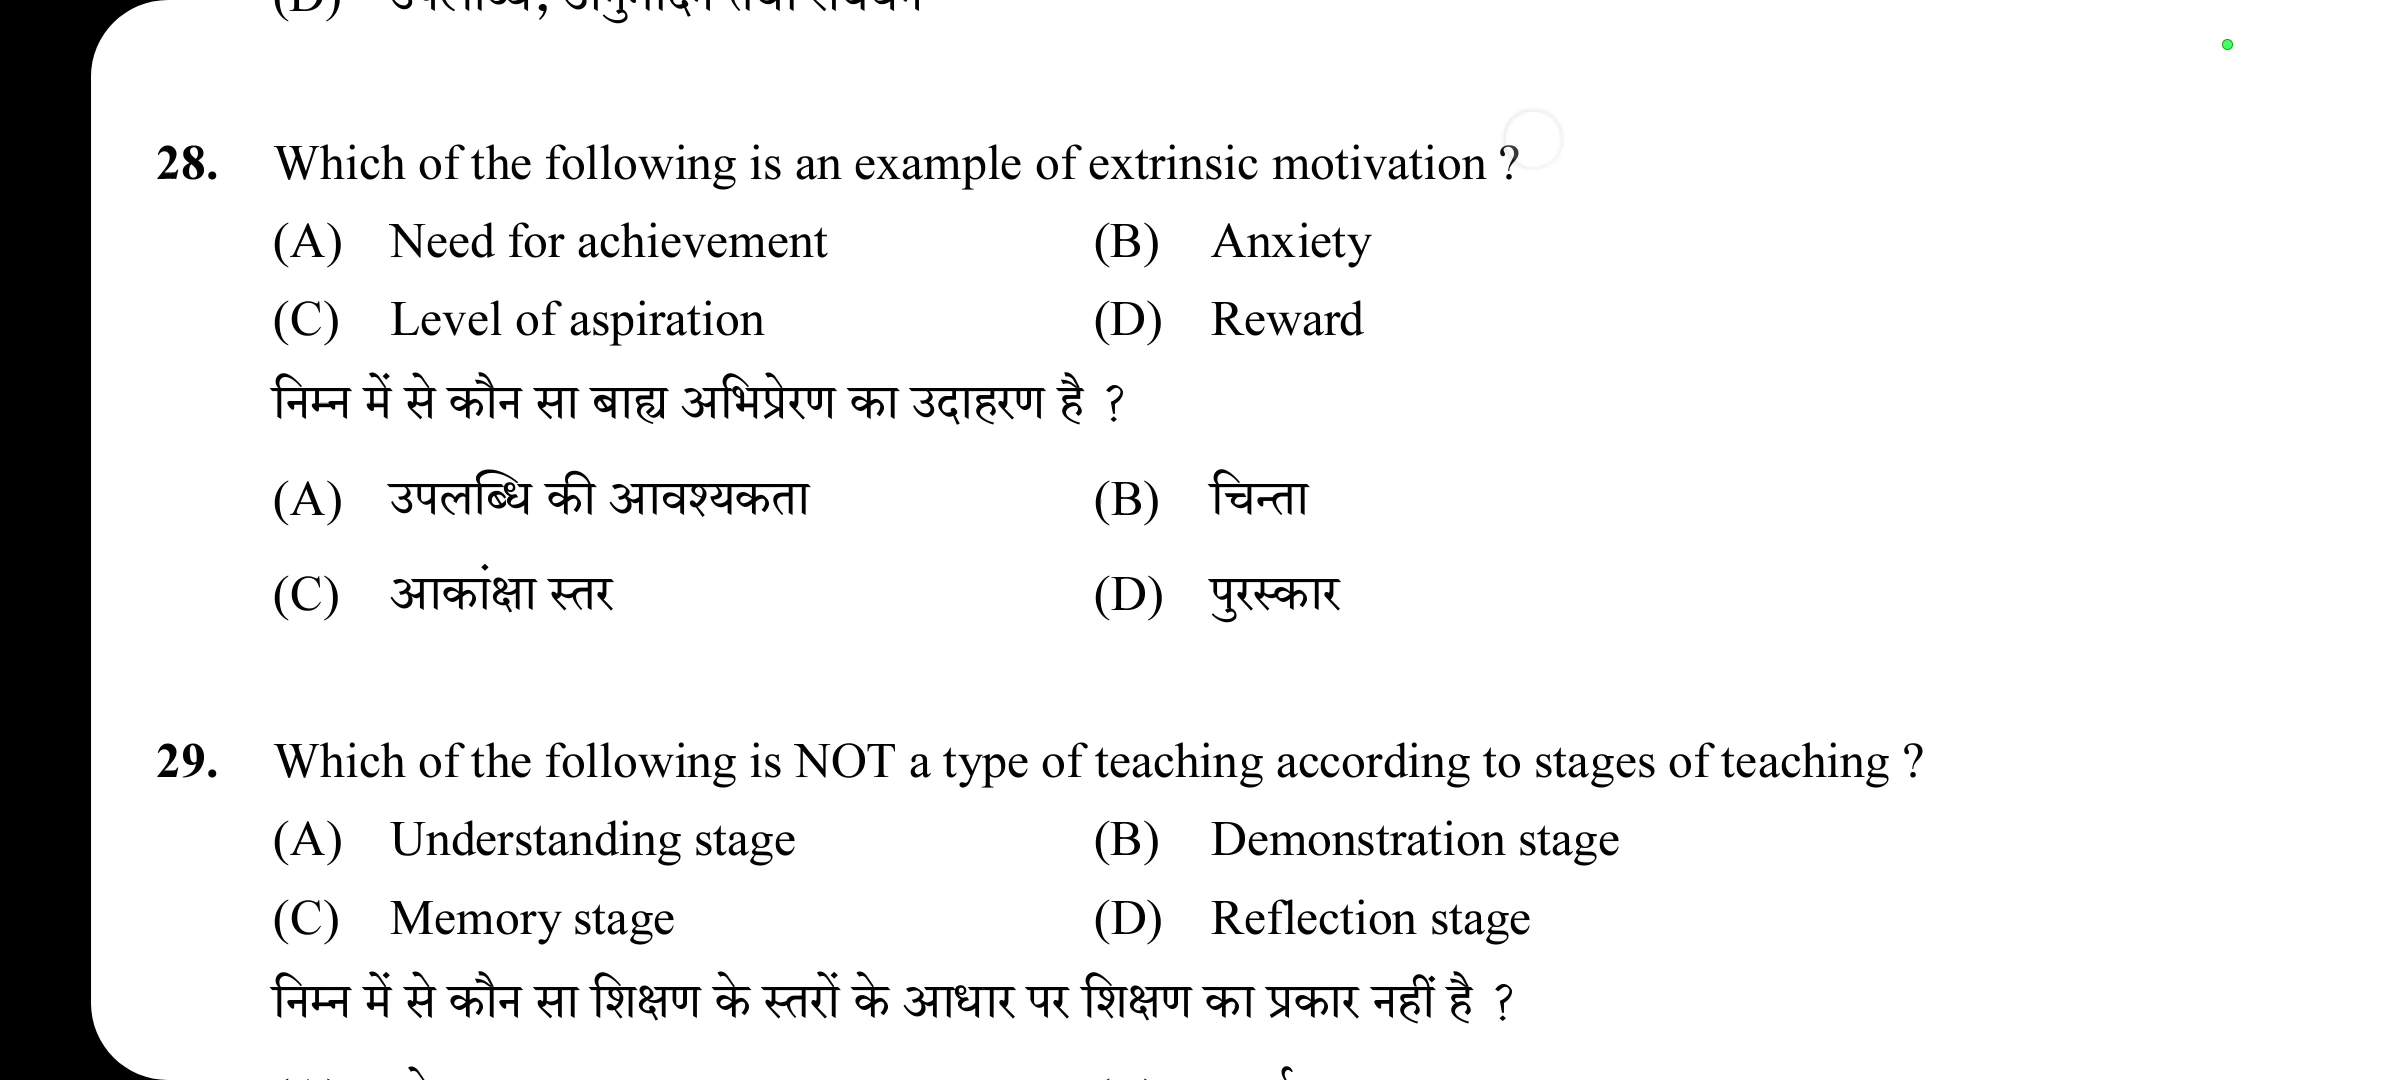 28. Which of the following is an example of extrinsic motivation ?
(A) Need for achievement (B) Anxiety
(C) Level of aspiration (D) Reward
निम्न में से कौन सा बाह्य अभिप्रेरण का उदाहरण है ?
(A) उपलब्धि की आवश्यकता (B) चिन्ता
(C) आकांक्षा स्तर (D) पुरस्कार
29. Which of the following is NOT a type of teaching according to stages of teaching ?
(A) Understanding stage (B) Demonstration stage
(C) Memory stage (D) Reflection stage
निम्न में से कौन सा शिक्षण के स्तरों के आधार पर शिक्षण का प्रकार नहीं है ?